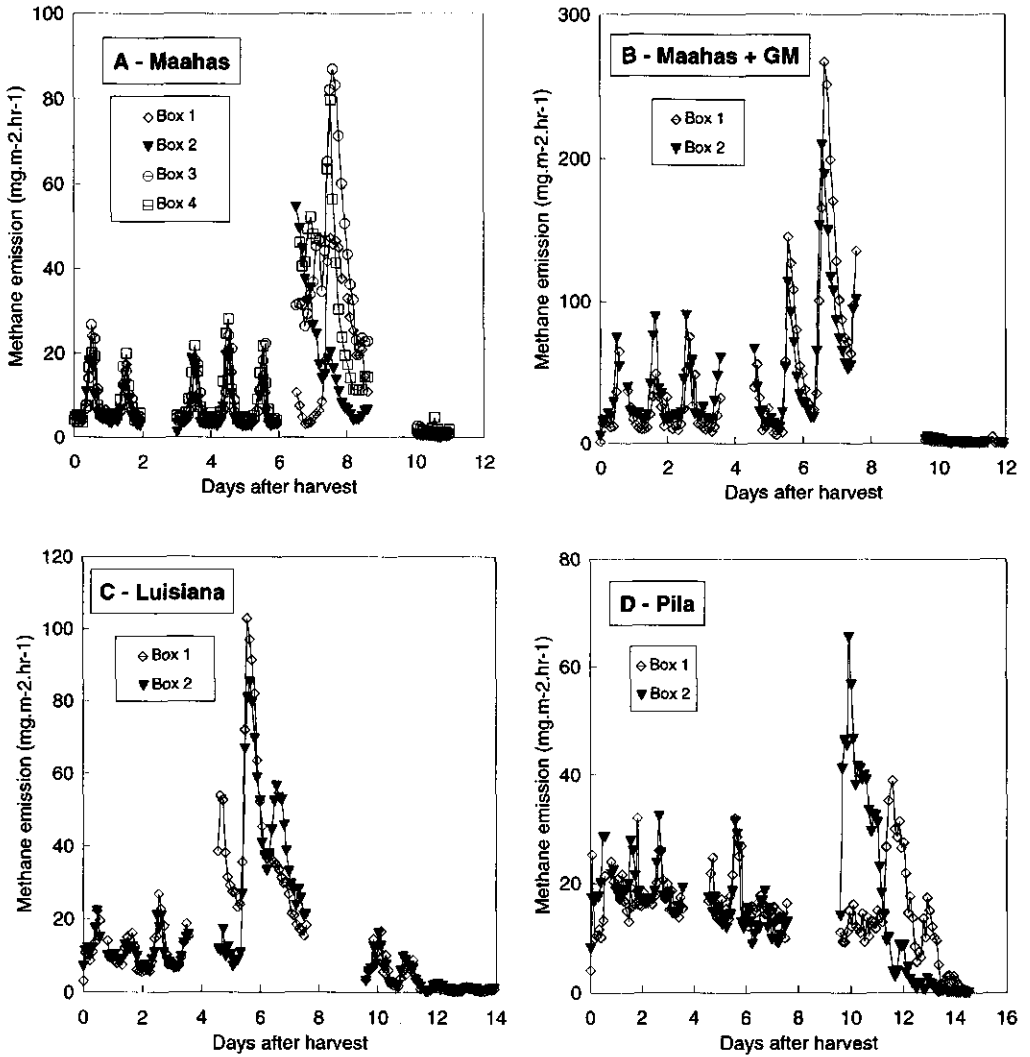 A - Maahas
Box 1
Box 2
Box 3
Box 4
Methane emission (mg.m-2.hr-1)
100
80
60
40
20
0
0 2 4 6 8 10 12
Days after harvest
B - Maahas + GM
Box 1
Box 2
Methane emission (mg.m-2.hr-1)
300
200
100
0
0 2 4 6 8 10 12
Days after harvest
C - Luisiana
Box 1
Box 2
Methane emission (mg.m-2.hr-1)
120
100
80
60
40
20
0
0 2 4 6 8 10 12 14
Days after harvest
D - Pila
Box 1
Box 2
Methane emission (mg.m-2.hr-1)
80
60
40
20
0
0 2 4 6 8 10 12 14 16
Days after harvest